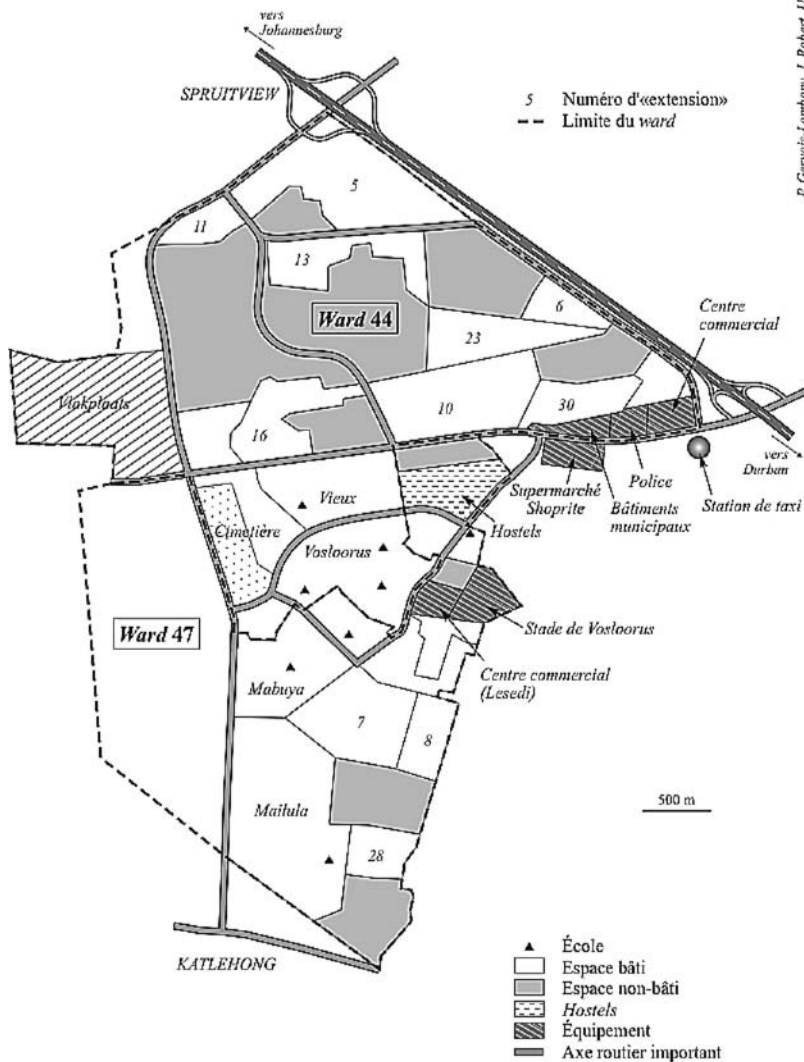 vers
Johannesburg
SPRUITVIEW
5 Numéro d'«extension»
Limite du ward
5
11
13
Ward 44
6
Centre
commercial
23
Vlakplaats
10
30
16
vers
Durban
Police
Station de taxi
Supermarché
Shoprite
Bâtiments
municipaux
Vieux
Hostels
Cimetière
Vosloorus
Stade de Vosloorus
Ward 47
Centre commercial
(Lesedi)
Mabuya
7
8
500 m
Mailula
28
KATLEHONG
École
Espace bâti
Espace non-bâti
Hostels
Équipement
Axe routier important